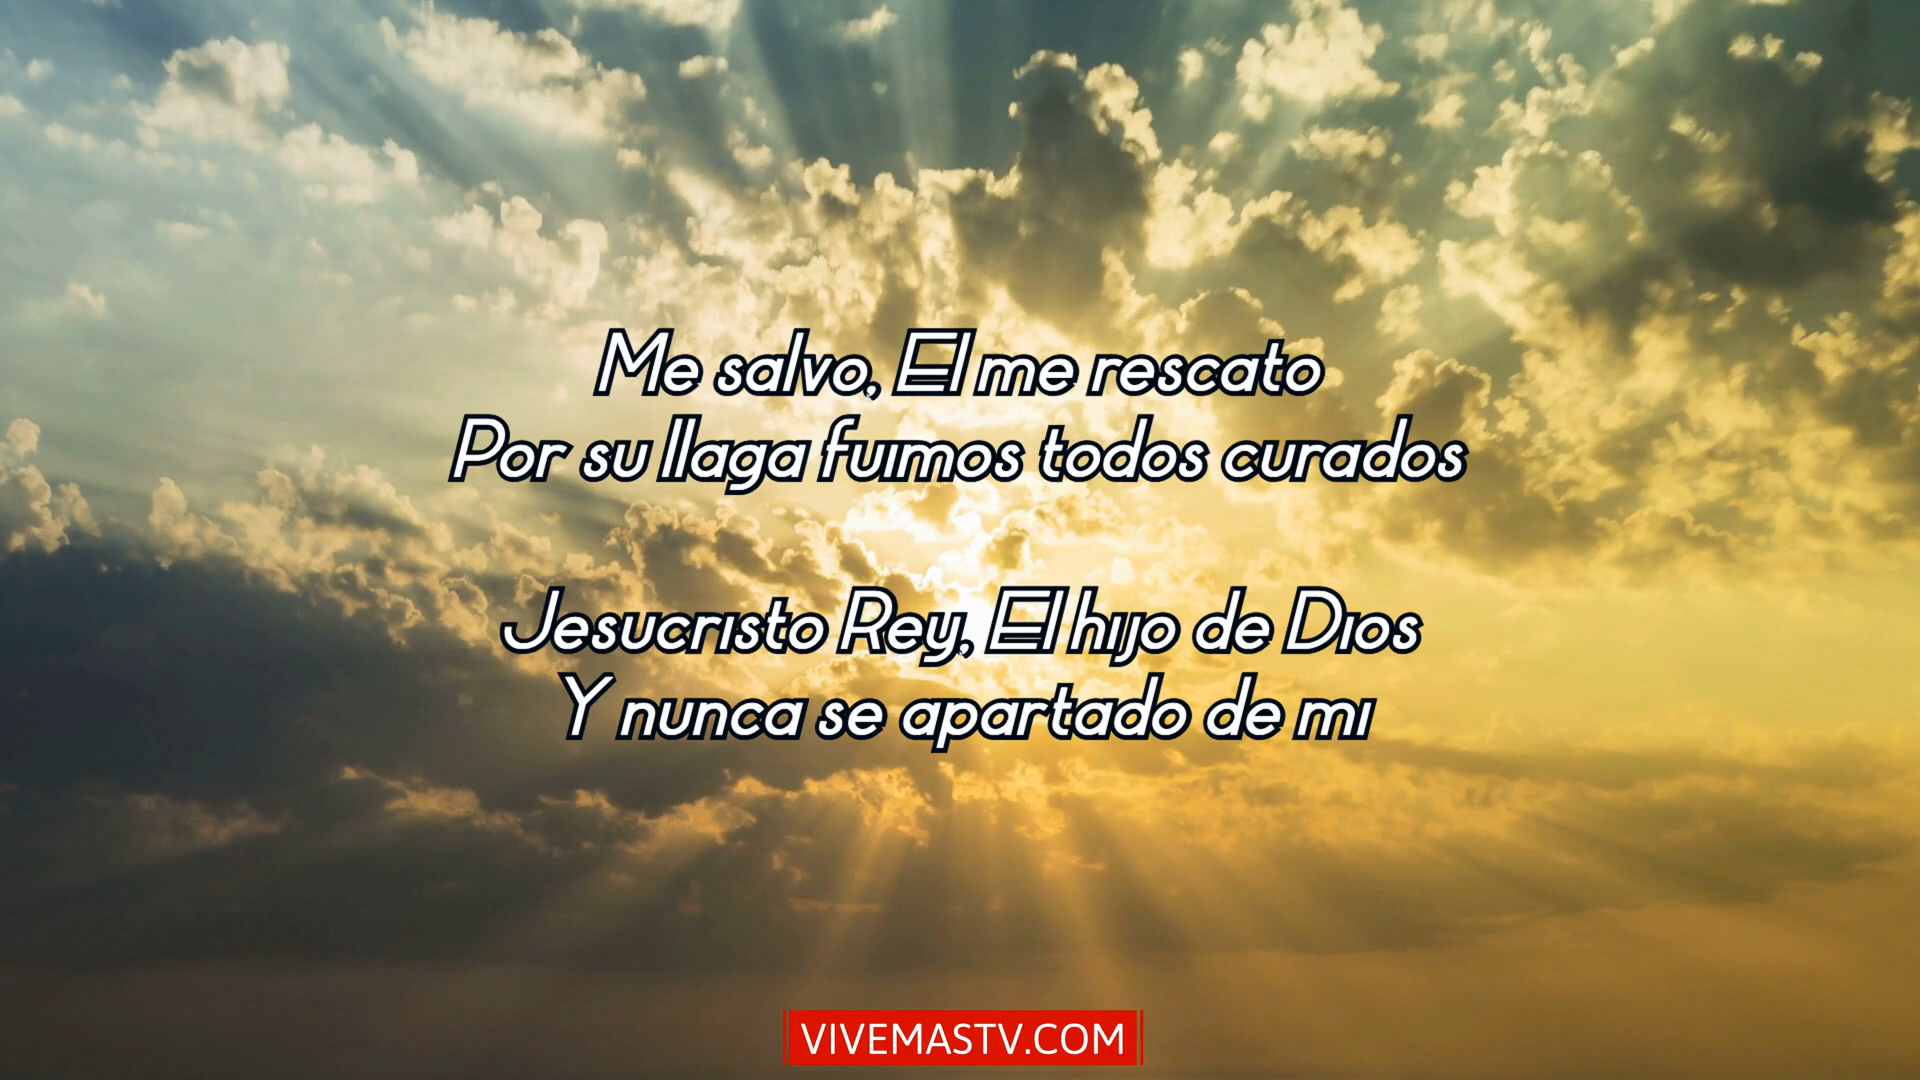 Me salvo, El me rescato
Por su llaga fuimos todos curados
Jesucristo Rey, El hijo de Dios
Y nunca se apartado de mi
VIVEMASTV.COM